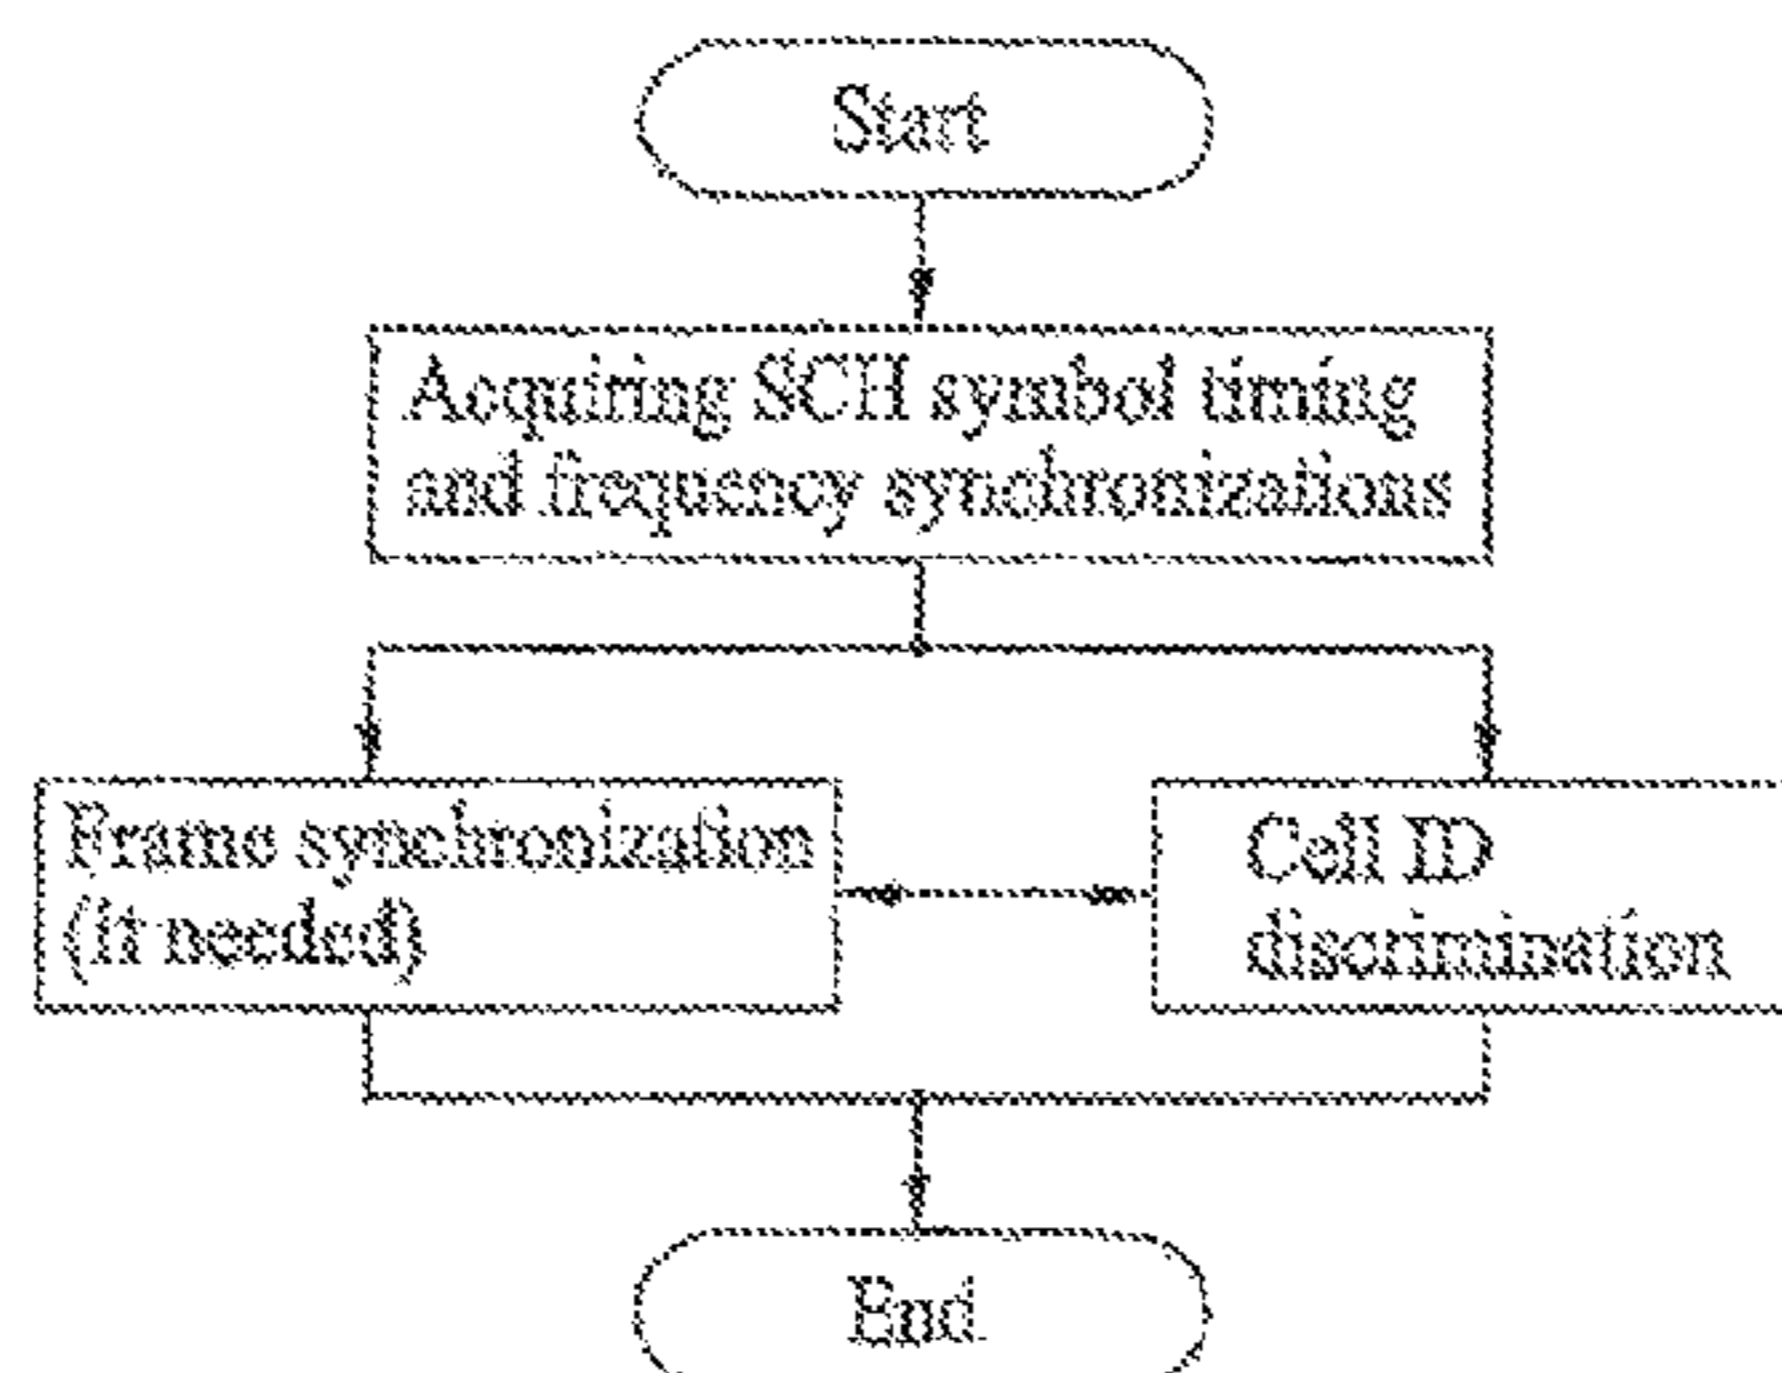 Start
Acquiring SCH symbol timing
and frequency synchronizations
Frame synchronization
(if needed)
Cell ID
discrimination
End